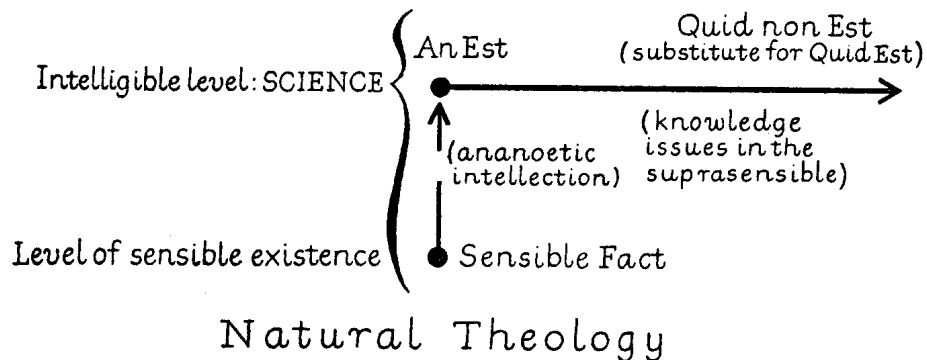 An Est
Quid non Est
(substitute for Quid Est)
Intelligible level: SCIENCE
(ananoetic
intellection)
(knowledge
issues in the
suprasensible)
Level of sensible existence
Sensible Fact
Natural Theology